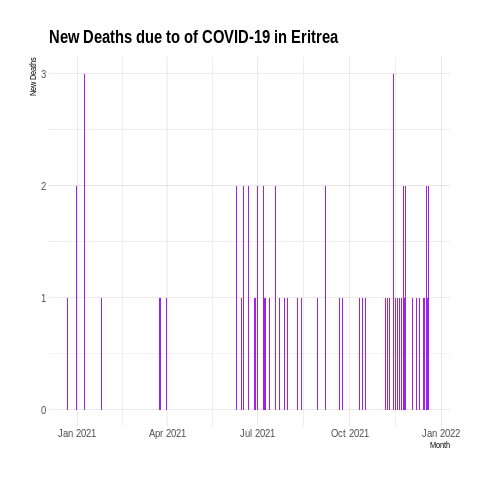 New Deaths due to of COVID-19 in Eritrea
New Deaths
3
2
1
0
Jan 2021 Apr 2021 Jul 2021 Oct 2021 Jan 2022
Month